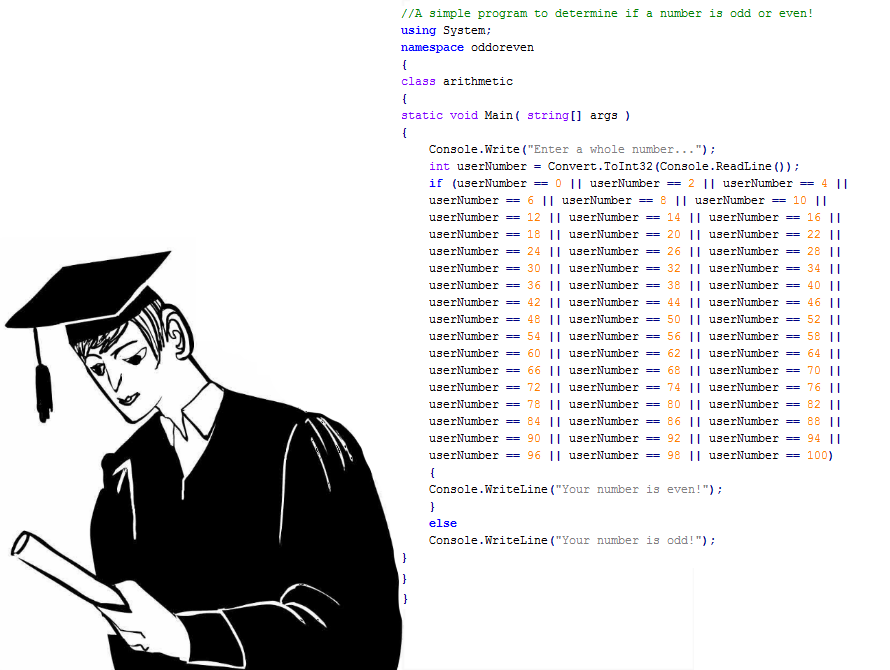 //A simple program to determine if a number is odd or even!
using System;
namespace oddoreven
{
class arithmetic
{
static void Main( string[] args )
{
Console.Write("Enter a whole number...");
int userNumber = Convert.ToInt32(Console.ReadLine());
if (userNumber == 0 || userNumber == 2 || userNumber == 4 ||
userNumber == 6 || userNumber == 8 || userNumber == 10 ||
userNumber == 12 || userNumber == 14 || userNumber == 16 ||
userNumber == 18 || userNumber == 20 || userNumber == 22 ||
userNumber == 24 || userNumber == 26 || userNumber == 28 ||
userNumber == 30 || userNumber == 32 || userNumber == 34 ||
userNumber == 36 || userNumber == 38 || userNumber == 40 ||
userNumber == 42 || userNumber == 44 || userNumber == 46 ||
userNumber == 48 || userNumber == 50 || userNumber == 52 ||
userNumber == 54 || userNumber == 56 || userNumber == 58 ||
userNumber == 60 || userNumber == 62 || userNumber == 64 ||
userNumber == 66 || userNumber == 68 || userNumber == 70 ||
userNumber == 72 || userNumber == 74 || userNumber == 76 ||
userNumber == 78 || userNumber == 80 || userNumber == 82 ||
userNumber == 84 || userNumber == 86 || userNumber == 88 ||
userNumber == 90 || userNumber == 92 || userNumber == 94 ||
userNumber == 96 || userNumber == 98 || userNumber == 100)
{
Console.WriteLine("Your number is even!");
}
else
Console.WriteLine("Your number is odd!");
}
}
}